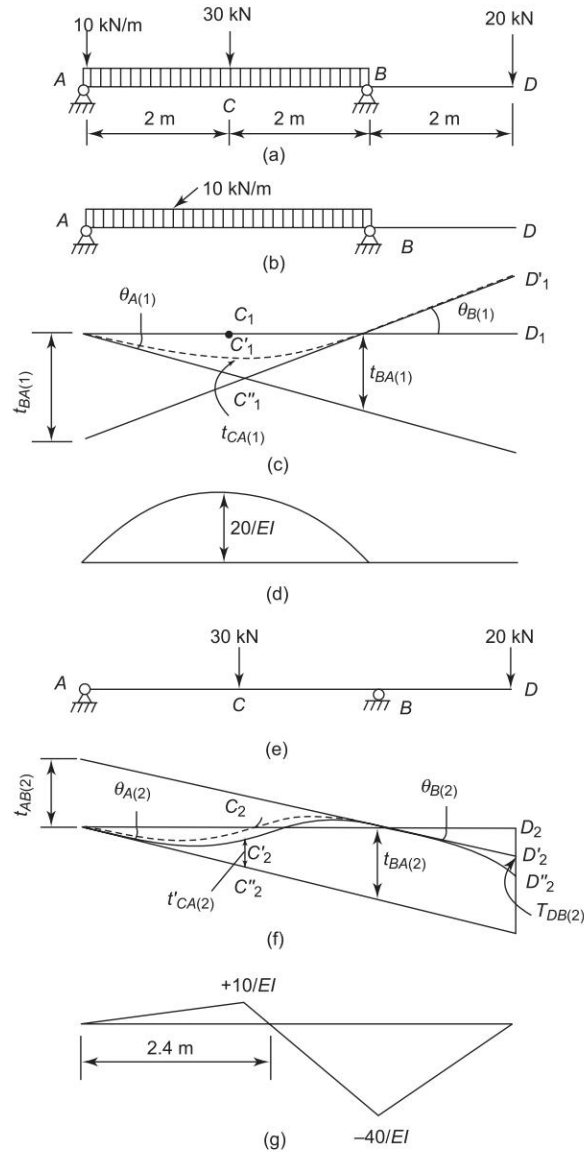 10 kN/m 30 kN 20 kN
A B D
C
2 m 2 m 2 m
(a)
10 kN/m
A B D
(b)
θA(1) C1 D'1
θB(1)
C'1 D1
tBA(1) tBA(1)
C"1
tCA(1)
(c)
20/EI
(d)
30 kN 20 kN
A D
C B
(e)
tAB(2) θA(2) C2 θB(2) D2
C'2 tBA(2) D'2
C"2 D"2
t'CA(2) TDB(2)
(f)
+10/EI
2.4 m
–40/EI
(g)